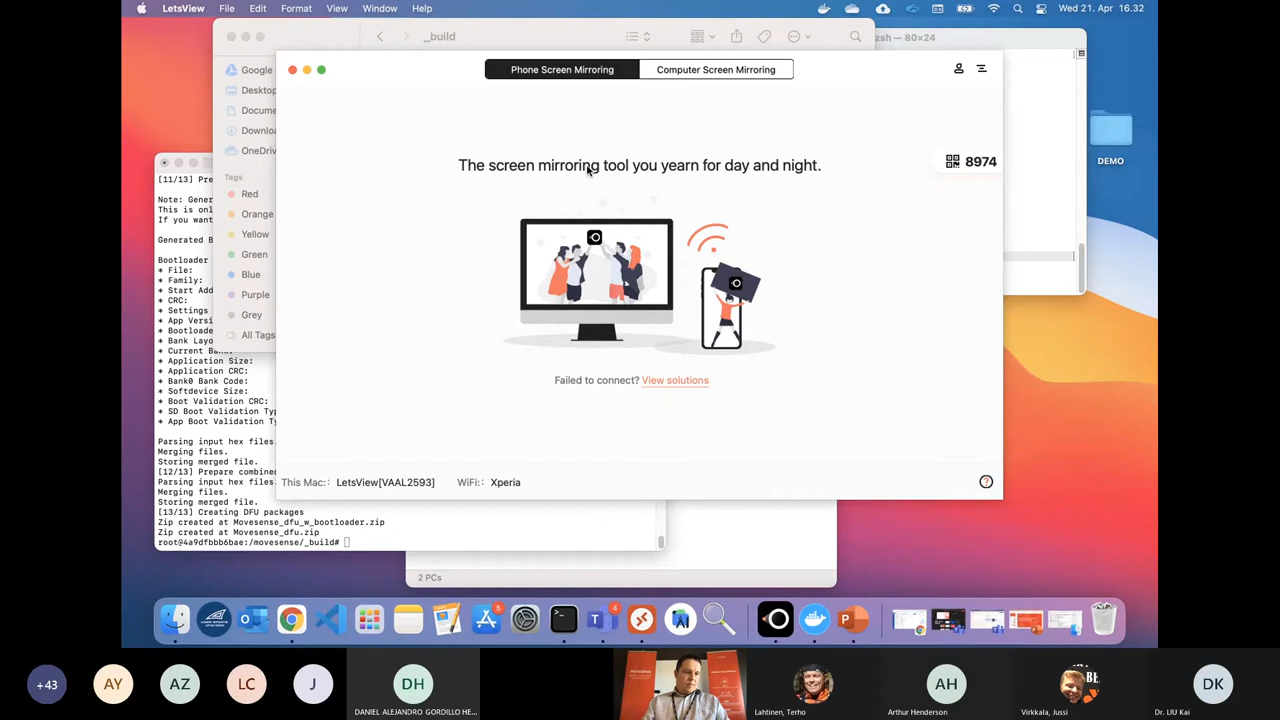 LetsView File Edit Format View Window Help
Wed 21. Apr 16.32
_build
zsh — 80×24
Phone Screen Mirroring
Computer Screen Mirroring
The screen mirroring tool you yearn for day and night.
8974
Failed to connect? View solutions
This Mac: LetsView[VAAL2593] WiFi: Xperia
?
Google
Desktop
Docume
Downlo
OneDriv
Tags
Red
Orange
Yellow
Green
Blue
Purple
Grey
All Tags
DEMO
[11/13] Pre
Note: Gener
This is onl
If you want
Generated B
Bootloader
* File:
* Family:
* Start Add
* CRC:
* Settings
* App Versi
* Bootloade
* Bank Layo
* Current Bank:
* Application Size:
* Application CRC:
* Bank0 Bank Code:
* Softdevice Size:
* Boot Validation CRC:
* SD Boot Validation Typ
* App Boot Validation T
Parsing input hex files.
Merging files.
Storing merged file.
[12/13] Prepare combine
Parsing input hex files.
Merging files.
Storing merged file.
[13/13] Creating DFU packages
Zip created at Movesense_dfu_w_bootloader.zip
Zip created at Movesense_dfu.zip
root@4a9dfbbb6bae:/movesense/_build#
2 PCs
5
4
+43
AY
AZ
LC
J
DH
DANIEL ALEJANDRO GORDILLO HE...
Lahtinen, Terho
AH
Arthur Henderson
Virkkala, Jussi
DK
Dr. LIU Kai